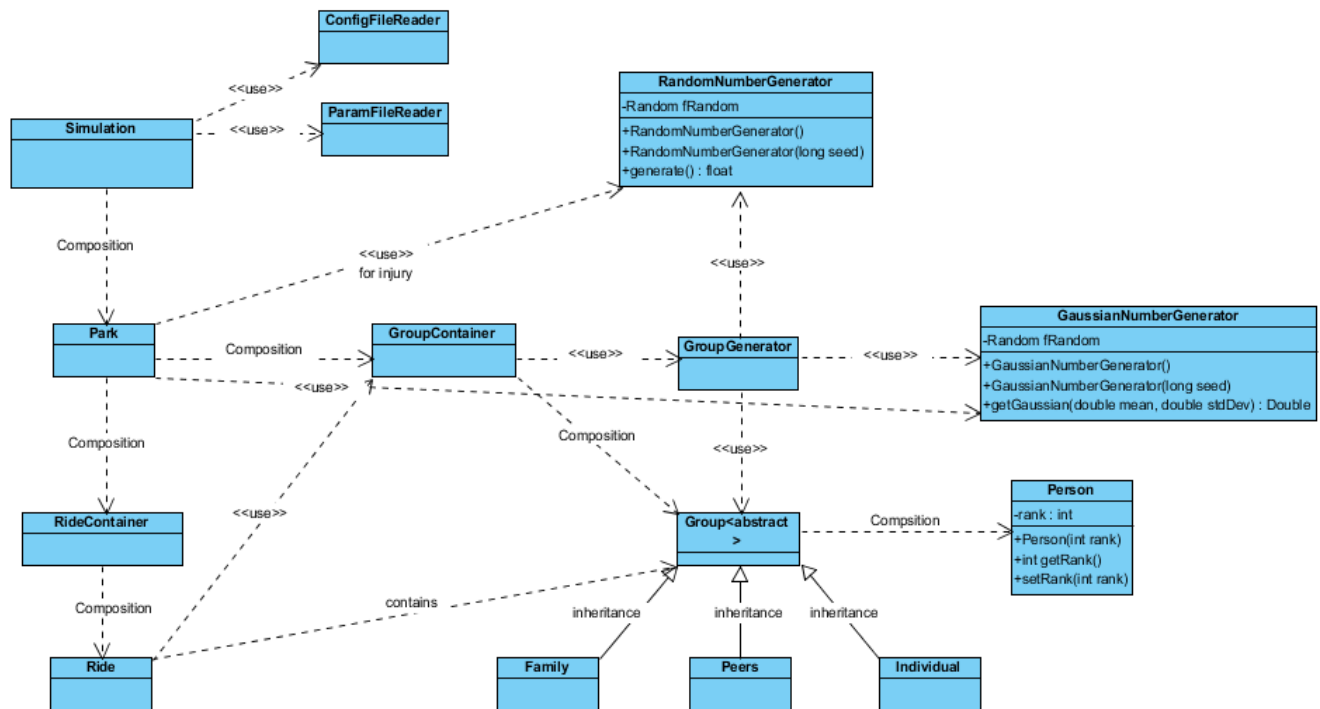 ConfigFileReader
<<use>>
ParamFileReader
<<use>>
Simulation
RandomNumberGenerator
-Random fRandom
+RandomNumberGenerator()
+RandomNumberGenerator(long seed)
+generate() : float
Composition
<<use>>
for injury
<<use>>
Park
Composition
GroupContainer
<<use>>
GroupGenerator
<<use>>
GaussianNumberGenerator
-Random fRandom
+GaussianNumberGenerator()
+GaussianNumberGenerator(long seed)
+getGaussian(double mean, double stdDev) : Double
<<use>>
Composition
Composition
<<use>>
RideContainer
<<use>>
Group<abstract
>
Compsition
Person
-rank : int
+Person(int rank)
+int getRank()
+setRank(int rank)
Composition
contains
inheritance
inheritance
inheritance
Ride
Family
Peers
Individual